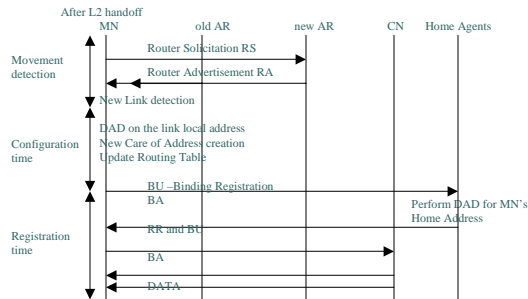 After L2 handoff
MN old AR new AR CN Home Agents
Movement
detection
Router Solicitation RS
Router Advertisement RA
New Link detection
Configuration
time
DAD on the link local address
New Care of Address creation
Update Routing Table
BU –Binding Registration
BA
Perform DAD for MN's
Home Address
Registration
time
RR and BU
BA
DATA